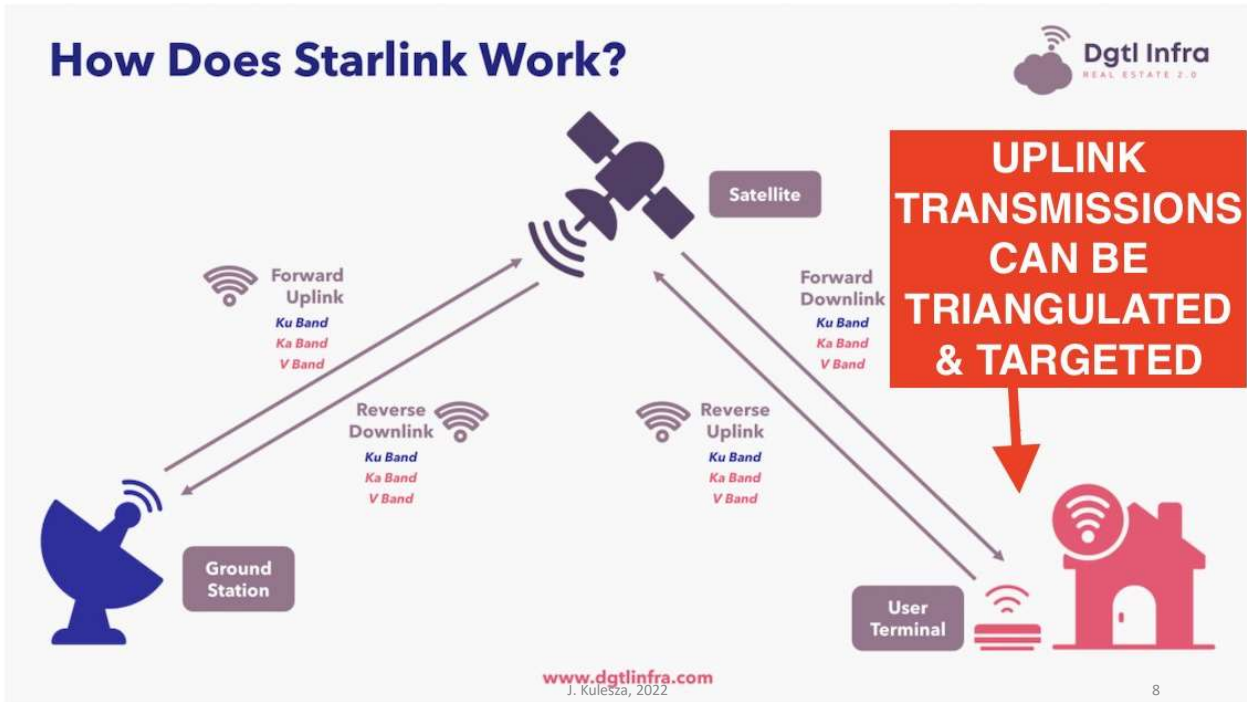 How Does Starlink Work?
Dgtl Infra
REAL ESTATE 2.0
UPLINK
TRANSMISSIONS
CAN BE
TRIANGULATED
& TARGETED
Satellite
Forward
Uplink
Ku Band
Ka Band
V Band
Forward
Downlink
Ku Band
Ka Band
V Band
Reverse
Downlink
Ku Band
Ka Band
V Band
Reverse
Uplink
Ku Band
Ka Band
V Band
Ground
Station
User
Terminal
www.dgtlinfra.com
J. Kulesza, 2022
8